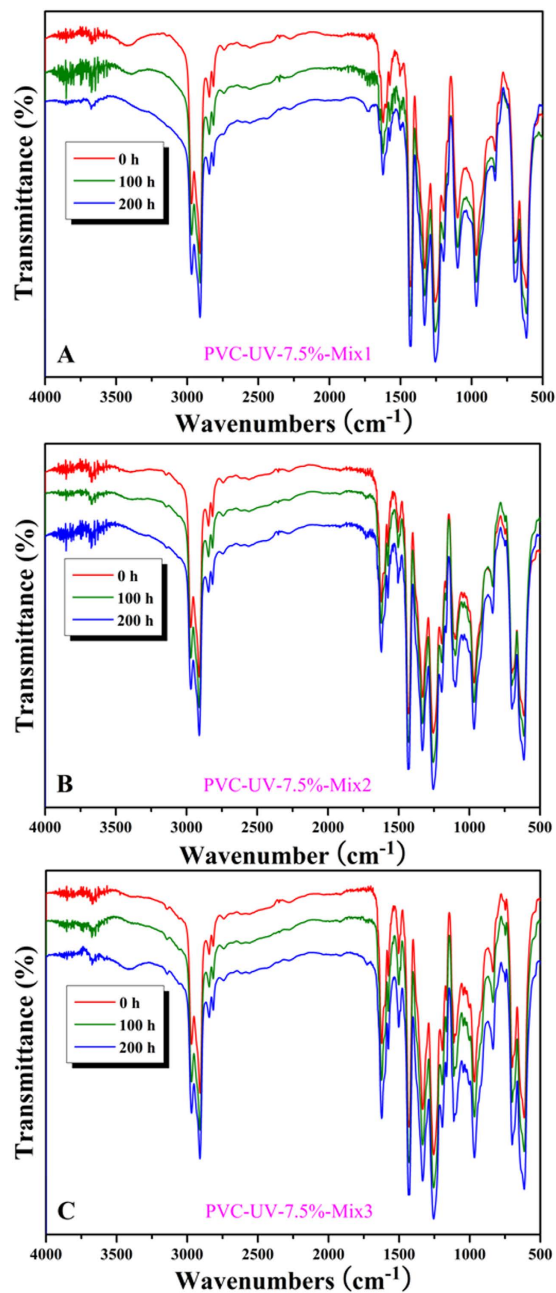 Transmittance (%)
0 h
100 h
200 h
A
PVC-UV-7.5%-Mix1
4000 3500 3000 2500 2000 1500 1000 500
Wavenumbers (cm-1)
Transmittance (%)
0 h
100 h
200 h
B
PVC-UV-7.5%-Mix2
4000 3500 3000 2500 2000 1500 1000 500
Wavenumber (cm-1)
Transmittance (%)
0 h
100 h
200 h
C
PVC-UV-7.5%-Mix3
4000 3500 3000 2500 2000 1500 1000 500
Wavenumbers (cm-1)